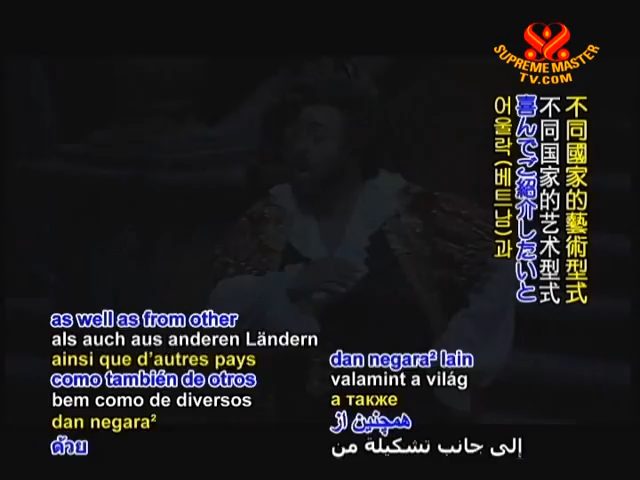 SUPREME MASTER
TV.COM
不同國家的藝術型式
不同国家的艺术型式
喜んでご紹介したいと
어울락(베트남)과
as well as from other
als auch aus anderen Ländern
ainsi que d'autres pays
como también de otros
bem como de diversos
dan negara²
ด้วย
dan negara² lain
valamint a világ
а также
همچنین از
إلى جانب تشكيلة من